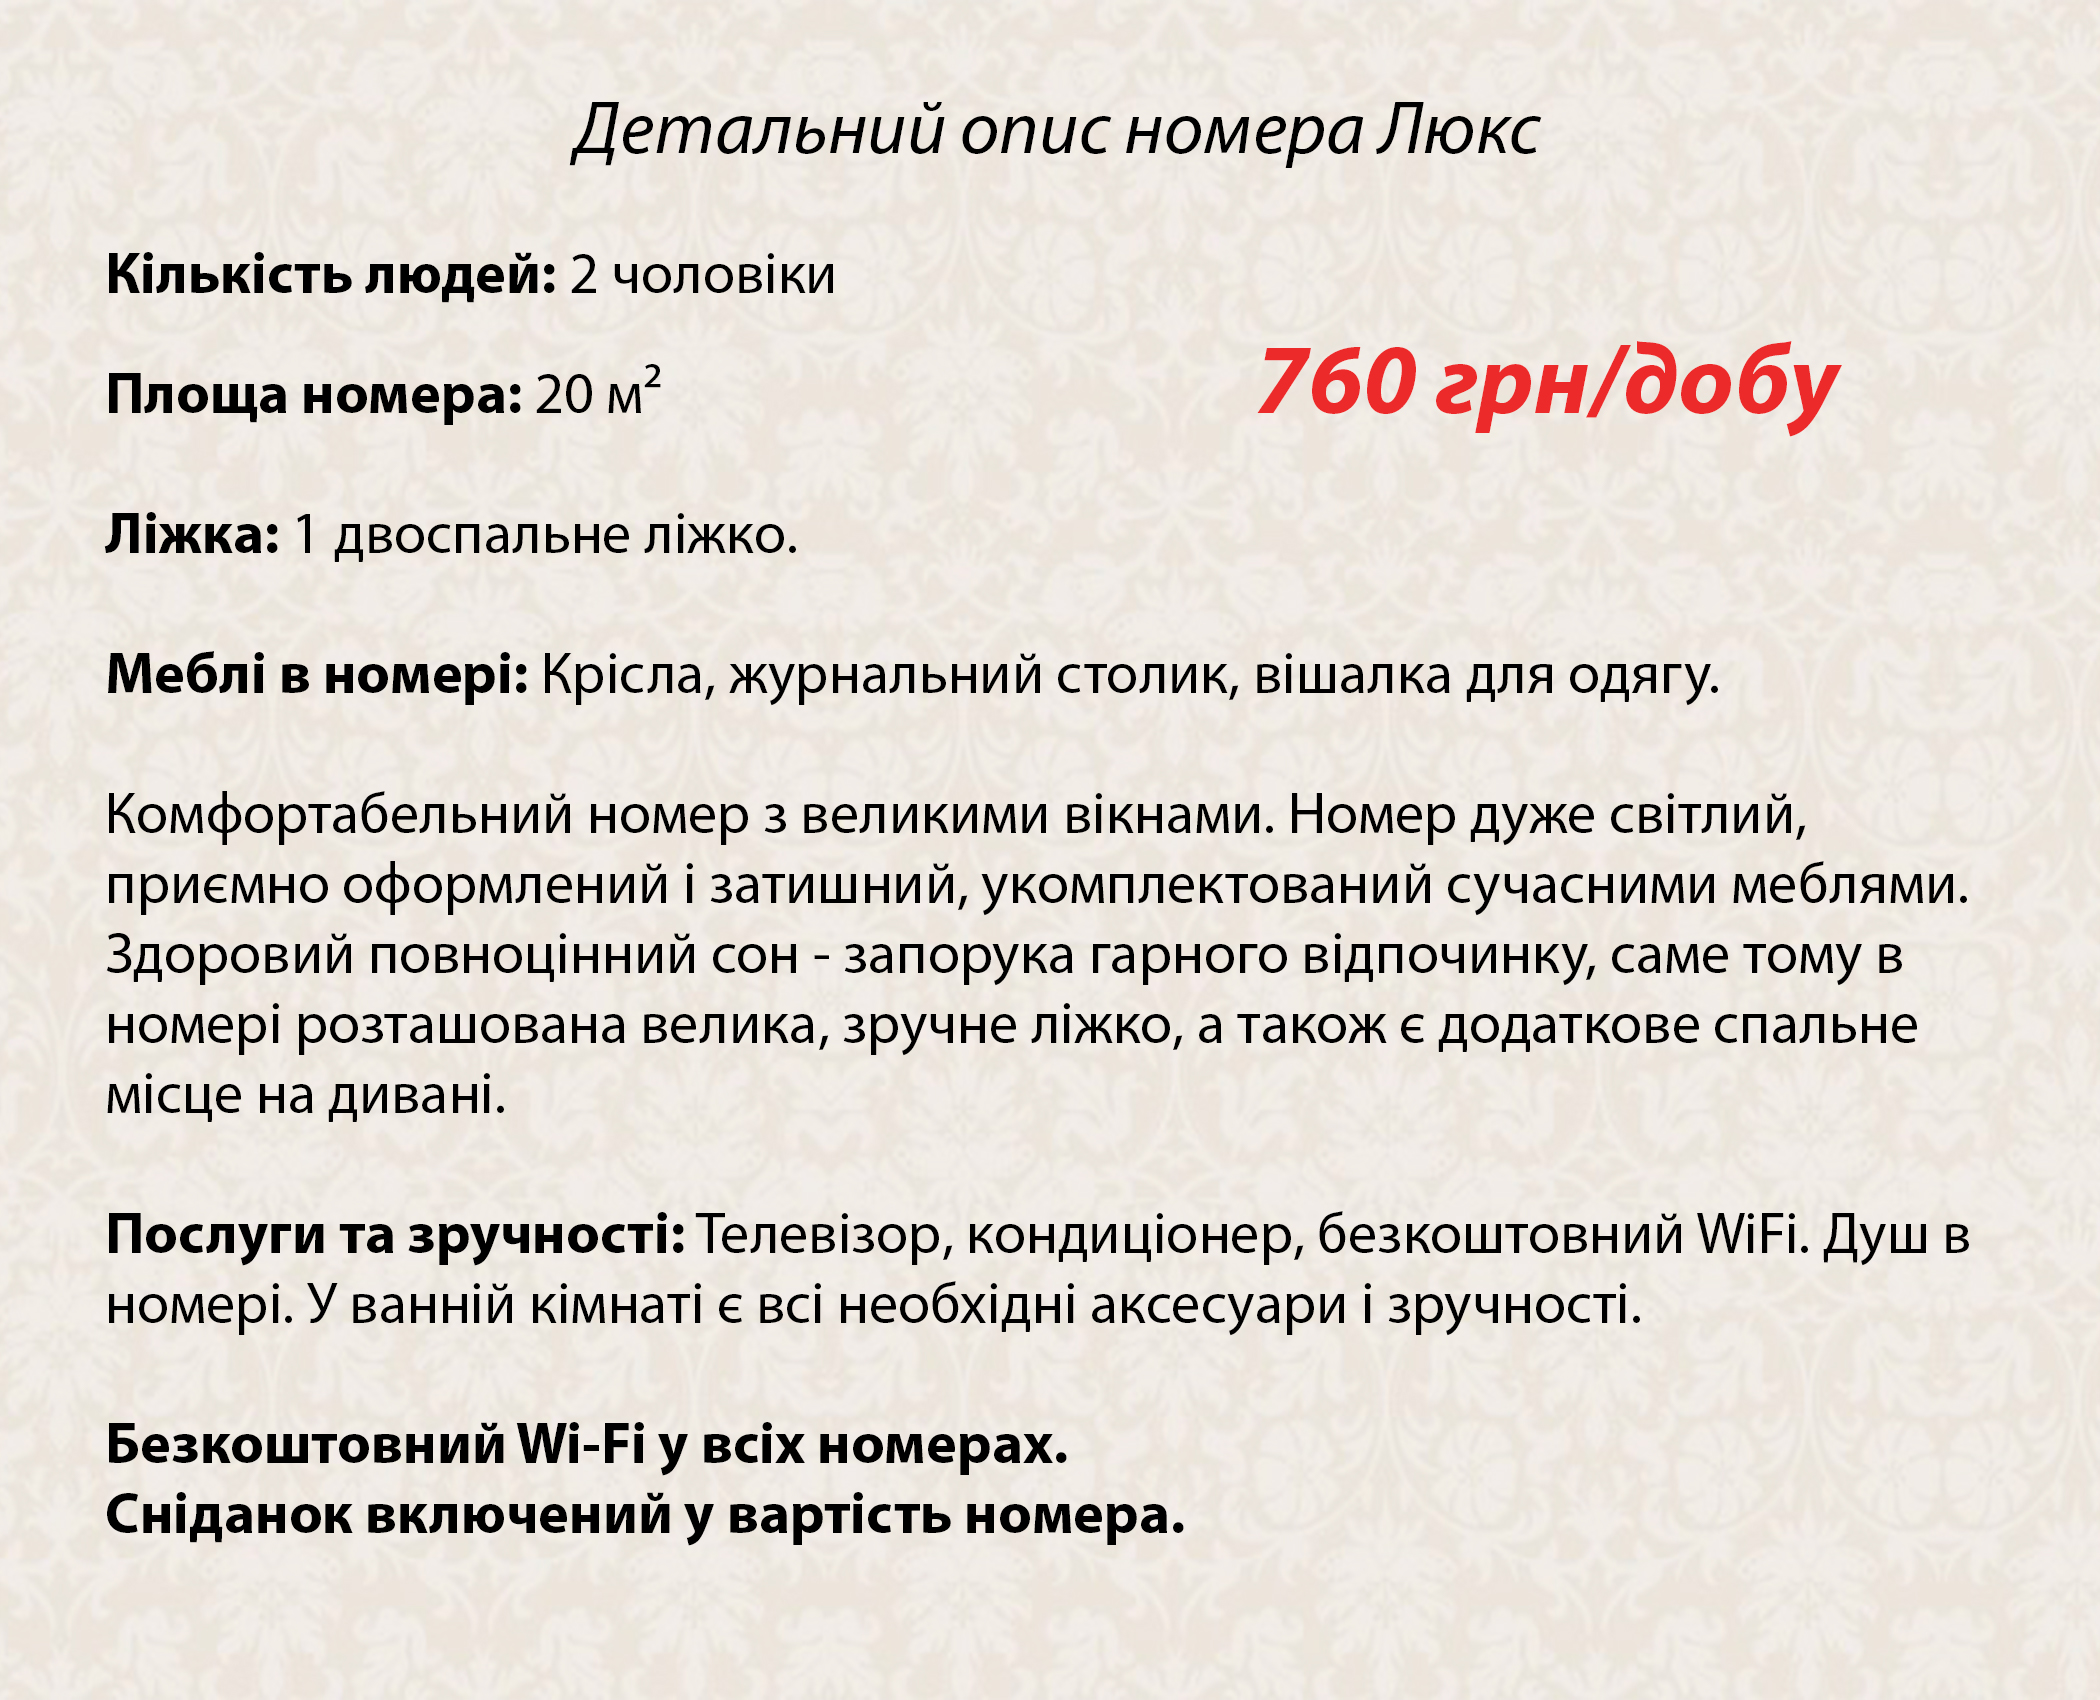 Детальний опис номера Люкс
Кількість людей: 2 чоловіки
Площа номера: 20 м²
760 грн/добу
Ліжка: 1 двоспальне ліжко.
Меблі в номері: Крісла, журнальний столик, вішалка для одягу.
Комфортабельний номер з великими вікнами. Номер дуже світлий,
приємно оформлений і затишний, укомплектований сучасними меблями.
Здоровий повноцінний сон - запорука гарного відпочинку, саме тому в
номері розташована велика, зручне ліжко, а також є додаткове спальне
місце на дивані.
Послуги та зручності: Телевізор, кондиціонер, безкоштовний WiFi. Душ в
номері. У ванній кімнаті є всі необхідні аксесуари і зручності.
Безкоштовний Wi-Fi у всіх номерах.
Сніданок включений у вартість номера.